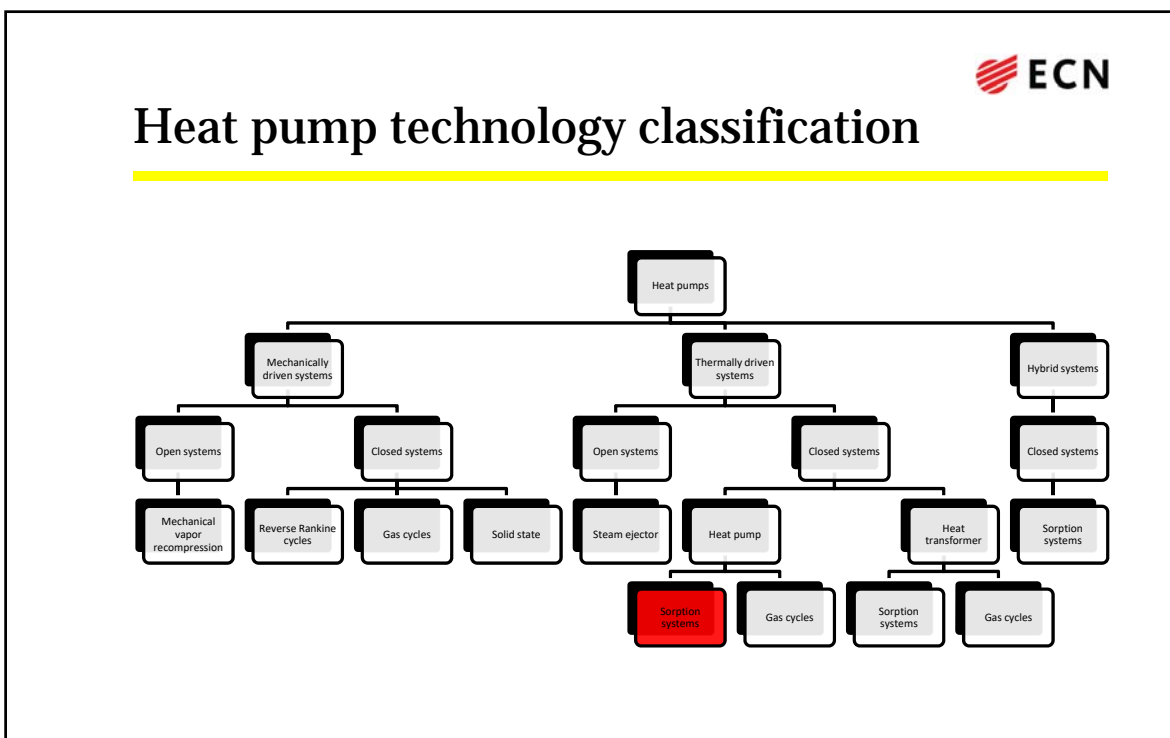 ECN
Heat pump technology classification
Heat pumps
Mechanically
driven systems
Thermally driven
systems
Hybrid systems
Open systems
Closed systems
Open systems
Closed systems
Closed systems
Mechanical
vapor
recompression
Reverse Rankine
cycles
Gas cycles
Solid state
Steam ejector
Heat pump
Heat
transformer
Sorption
systems
Sorption
systems
Gas cycles
Sorption
systems
Gas cycles